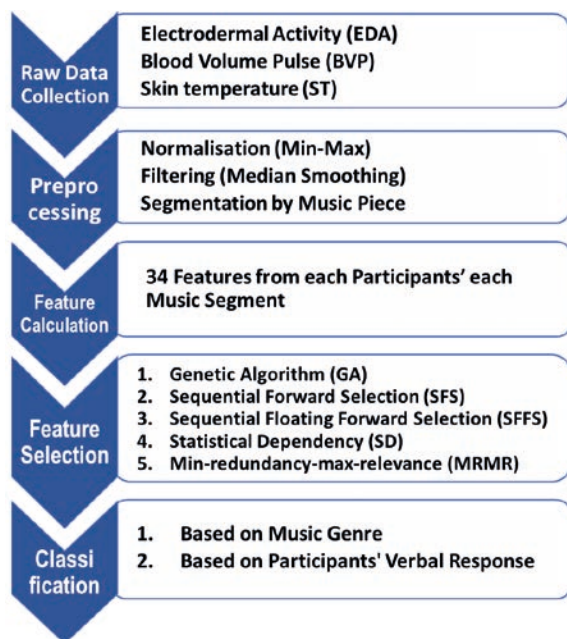 Raw Data
Collection
Electrodermal Activity (EDA)
Blood Volume Pulse (BVP)
Skin temperature (ST)
Prepro
cessing
Normalisation (Min-Max)
Filtering (Median Smoothing)
Segmentation by Music Piece
Feature
Calculation
34 Features from each Participants' each
Music Segment
Feature
Selection
1. Genetic Algorithm (GA)
2. Sequential Forward Selection (SFS)
3. Sequential Floating Forward Selection (SFFS)
4. Statistical Dependency (SD)
5. Min-redundancy-max-relevance (MRMR)
Classi
fication
1. Based on Music Genre
2. Based on Participants' Verbal Response